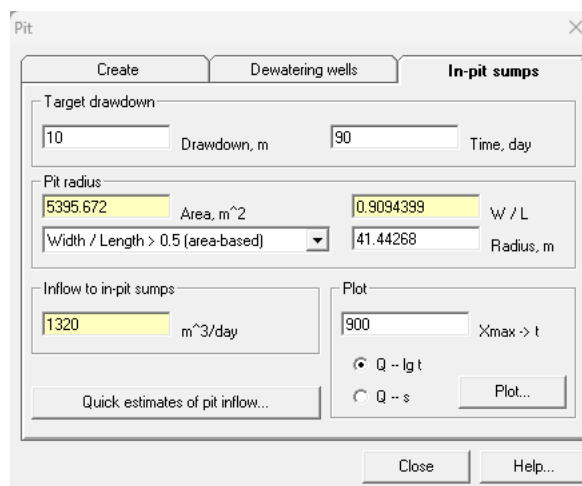 Pit
Create
Dewatering wells
In-pit sumps
Target drawdown
10 Drawdown, m
90 Time, day
Pit radius
5395.672 Area, m^2
0.9094399 W / L
Width / Length > 0.5 (area-based)
41.44268 Radius, m
Inflow to in-pit sumps
1320 m^3/day
Plot
900 Xmax -> t
Q -- lg t
Q -- s
Plot...
Quick estimates of pit inflow...
Close
Help...